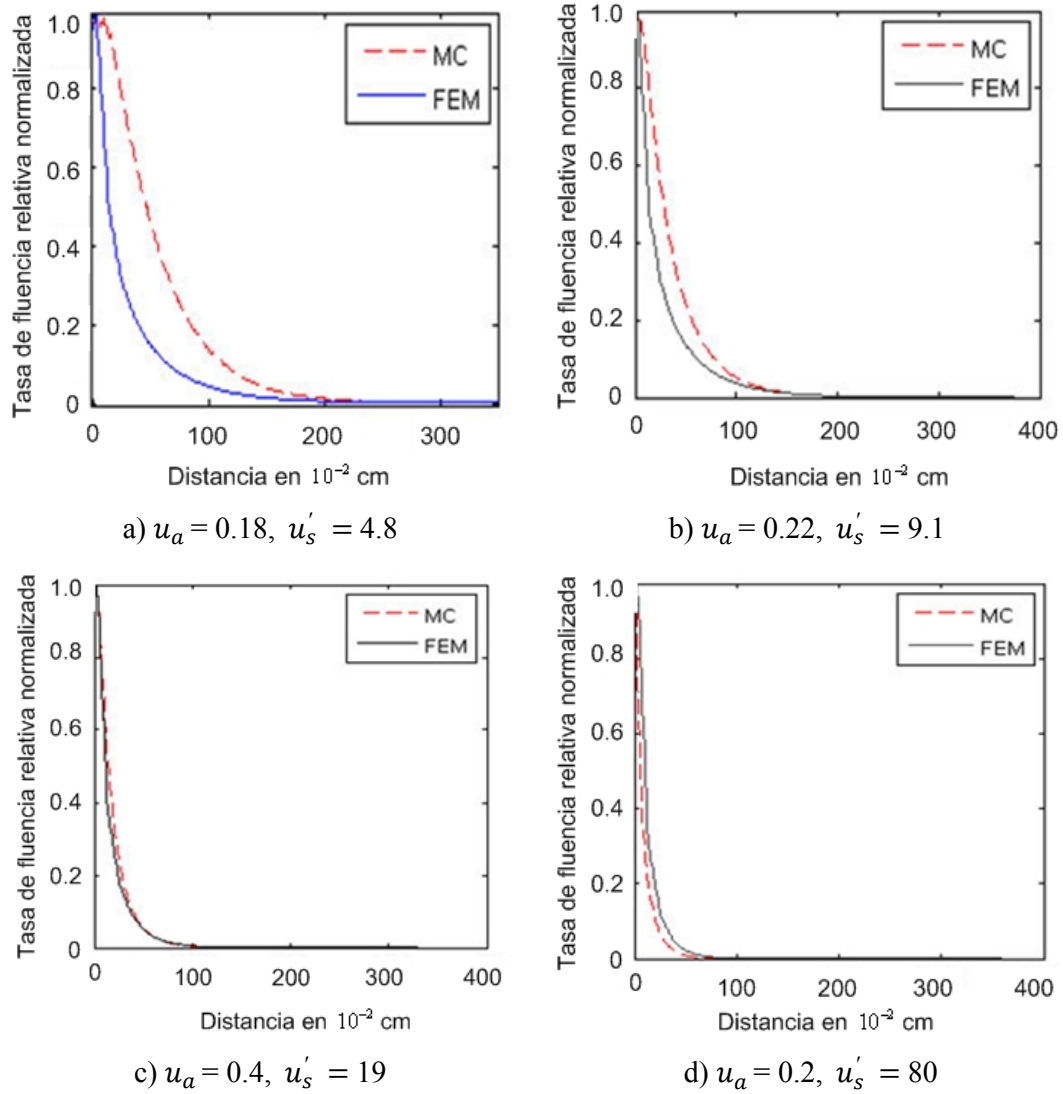 Tasa de fluencia relativa normalizada
1.0
0.8
0.6
0.4
0.2
0
MC
FEM
0 100 200 300
Distancia en 10⁻² cm
a) uₐ = 0.18, uₛ′ = 4.8
Tasa de fluencia relativa normalizada
1.0
0.8
0.6
0.4
0.2
0
MC
FEM
0 100 200 300 400
Distancia en 10⁻² cm
b) uₐ = 0.22, uₛ′ = 9.1
Tasa de fluencia relativa normalizada
1.0
0.8
0.6
0.4
0.2
0
MC
FEM
0 100 200 300 400
Distancia en 10⁻² cm
c) uₐ = 0.4, uₛ′ = 19
Tasa de fluencia relativa normalizada
1.0
0.8
0.6
0.4
0.2
0
MC
FEM
0 100 200 300 400
Distancia en 10⁻² cm
d) uₐ = 0.2, uₛ′ = 80